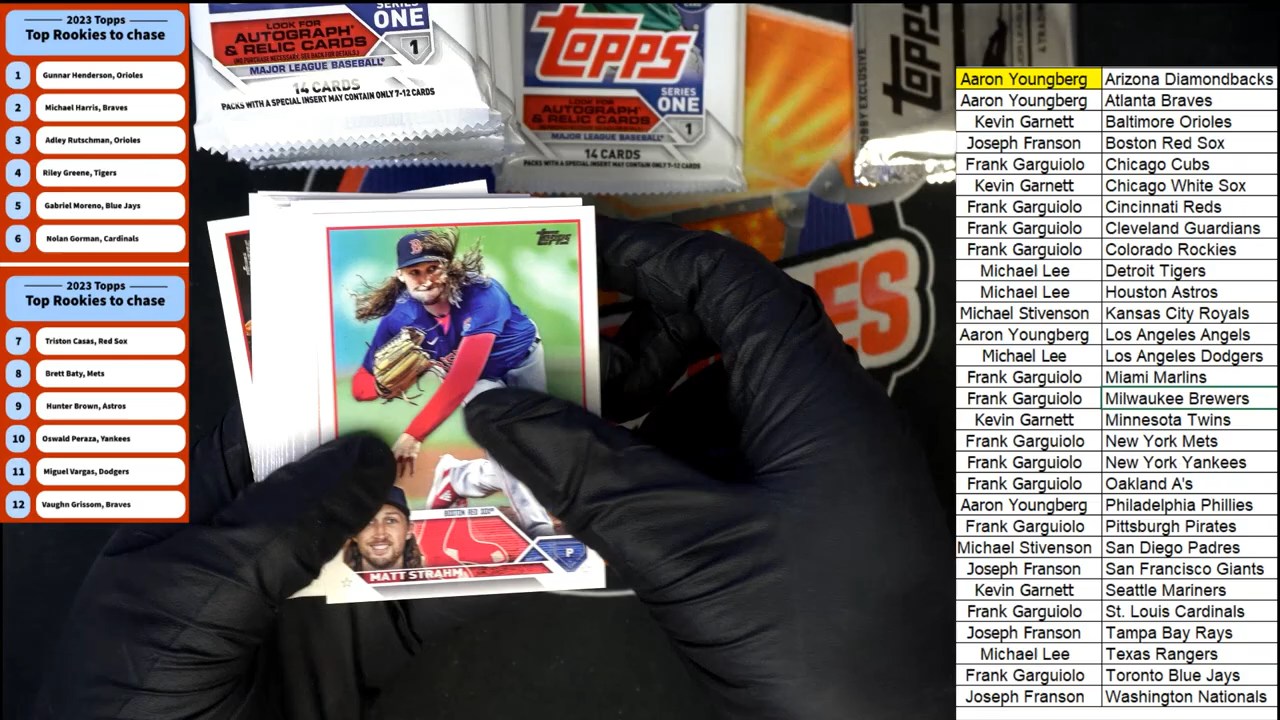 2023 Topps
Top Rookies to chase
1 Gunnar Henderson, Orioles
2 Michael Harris, Braves
3 Adley Rutschman, Orioles
4 Riley Greene, Tigers
5 Gabriel Moreno, Blue Jays
6 Nolan Gorman, Cardinals
2023 Topps
Top Rookies to chase
7 Triston Casas, Red Sox
8 Brett Baty, Mets
9 Hunter Brown, Astros
10 Oswald Peraza, Yankees
11 Miguel Vargas, Dodgers
12 Vaughn Grissom, Braves
SERIES
ONE
1
LOOK FOR
AUTOGRAPH
& RELIC CARDS
MAJOR LEAGUE BASEBALL
14 CARDS
PACKS WITH A SPECIAL INSERT MAY CONTAIN ONLY 7-12 CARDS
TOPPS
SERIES
ONE
1
LOOK FOR
AUTOGRAPH
& RELIC CARDS
MAJOR LEAGUE BASEBALL
14 CARDS
PACKS WITH A SPECIAL INSERT MAY CONTAIN ONLY 7-12 CARDS
TOPPS
HOBBY EXCLUSIVE
ES
TOPPS
B
BOSTON RED SOX
P
MATT STRAHM
Aaron Youngberg Arizona Diamondbacks
Aaron Youngberg Atlanta Braves
Kevin Garnett Baltimore Orioles
Joseph Franson Boston Red Sox
Frank Garguiolo Chicago Cubs
Kevin Garnett Chicago White Sox
Frank Garguiolo Cincinnati Reds
Frank Garguiolo Cleveland Guardians
Frank Garguiolo Colorado Rockies
Michael Lee Detroit Tigers
Michael Lee Houston Astros
Michael Stivenson Kansas City Royals
Aaron Youngberg Los Angeles Angels
Michael Lee Los Angeles Dodgers
Frank Garguiolo Miami Marlins
Frank Garguiolo Milwaukee Brewers
Kevin Garnett Minnesota Twins
Frank Garguiolo New York Mets
Frank Garguiolo New York Yankees
Frank Garguiolo Oakland A's
Aaron Youngberg Philadelphia Phillies
Frank Garguiolo Pittsburgh Pirates
Michael Stivenson San Diego Padres
Joseph Franson San Francisco Giants
Kevin Garnett Seattle Mariners
Frank Garguiolo St. Louis Cardinals
Joseph Franson Tampa Bay Rays
Michael Lee Texas Rangers
Frank Garguiolo Toronto Blue Jays
Joseph Franson Washington Nationals